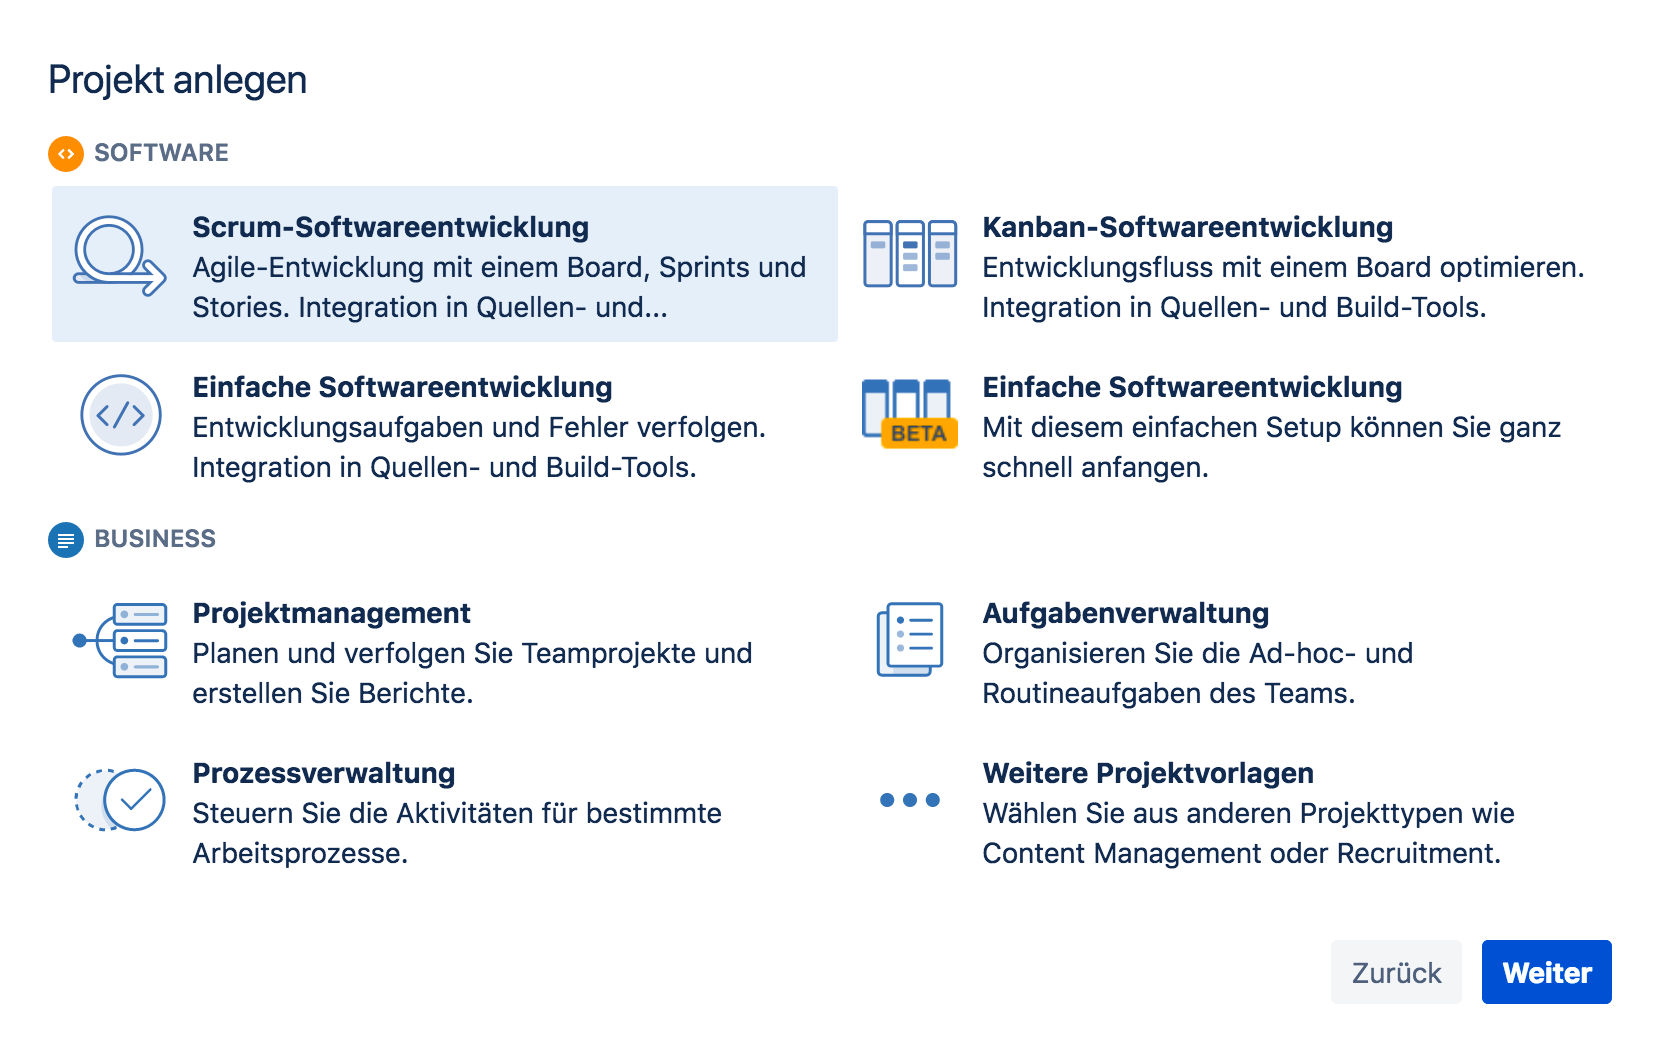 Projekt anlegen
SOFTWARE
Scrum-Softwareentwicklung
Agile-Entwicklung mit einem Board, Sprints und
Stories. Integration in Quellen- und...
Kanban-Softwareentwicklung
Entwicklungsfluss mit einem Board optimieren.
Integration in Quellen- und Build-Tools.
Einfache Softwareentwicklung
Entwicklungsaufgaben und Fehler verfolgen.
Integration in Quellen- und Build-Tools.
BETA
Einfache Softwareentwicklung
Mit diesem einfachen Setup können Sie ganz
schnell anfangen.
BUSINESS
Projektmanagement
Planen und verfolgen Sie Teamprojekte und
erstellen Sie Berichte.
Aufgabenverwaltung
Organisieren Sie die Ad-hoc- und
Routineaufgaben des Teams.
Prozessverwaltung
Steuern Sie die Aktivitäten für bestimmte
Arbeitsprozesse.
Weitere Projektvorlagen
Wählen Sie aus anderen Projekttypen wie
Content Management oder Recruitment.
Zurück
Weiter